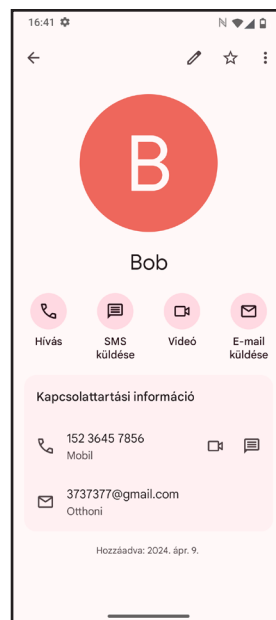 16:41
B
Bob
Hívás
SMS
küldése
Videó
E-mail
küldése
Kapcsolattartási információ
152 3645 7856
Mobil
3737377@gmail.com
Otthoni
Hozzáadva: 2024. ápr. 9.